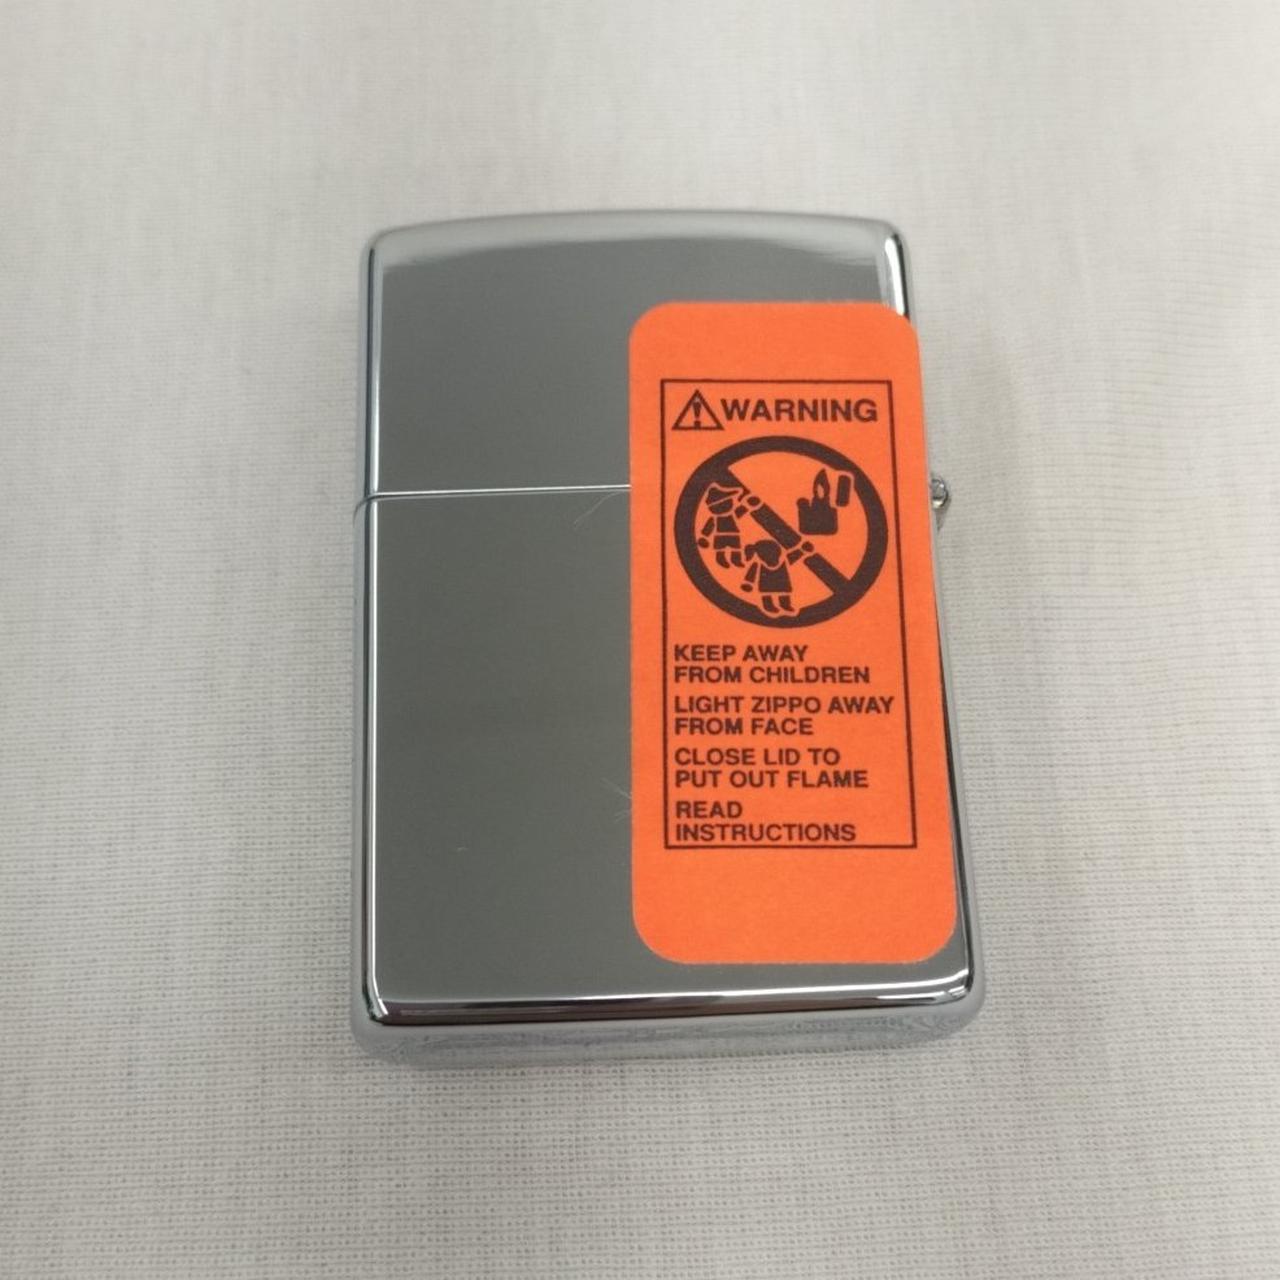 WARNING
KEEP AWAY
FROM CHILDREN
LIGHT ZIPPO AWAY
FROM FACE
CLOSE LID TO
PUT OUT FLAME
READ
INSTRUCTIONS